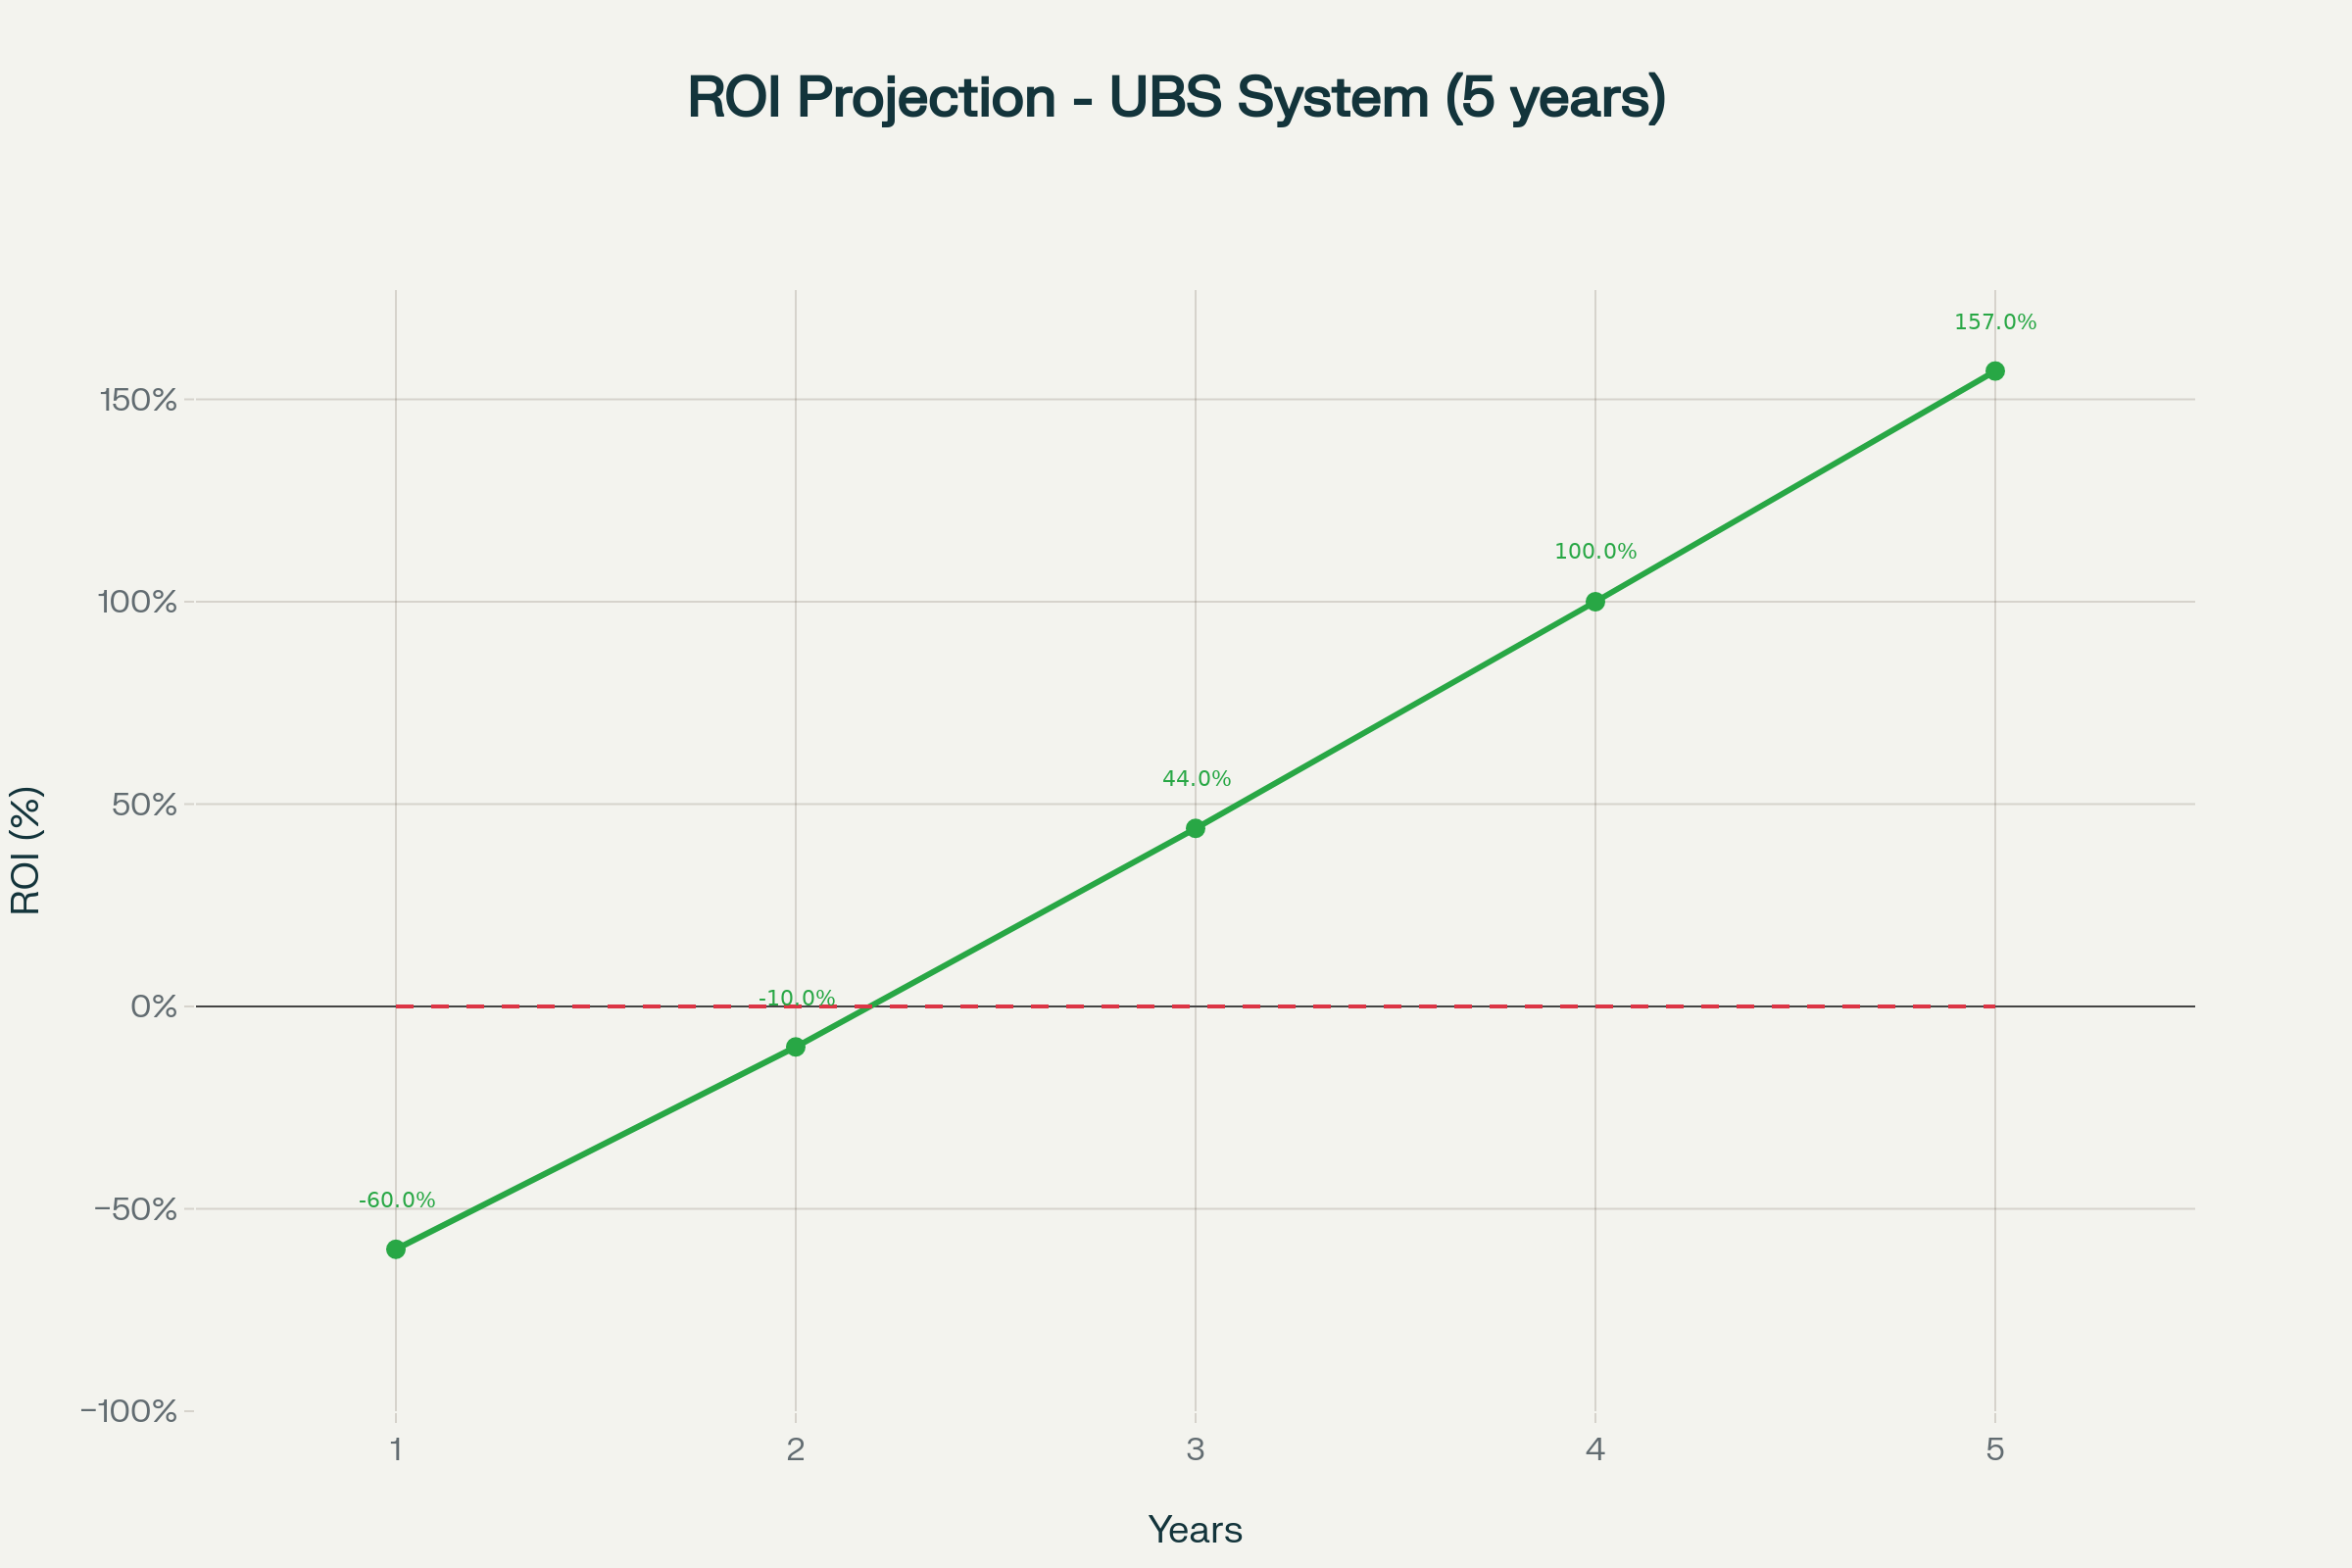 ROI Projection - UBS System (5 years)
157.0%
150%
100.0%
100%
44.0%
50%
ROI (%)
-10.0%
0%
-60.0%
−50%
−100%
1 2 3 4 5
Years